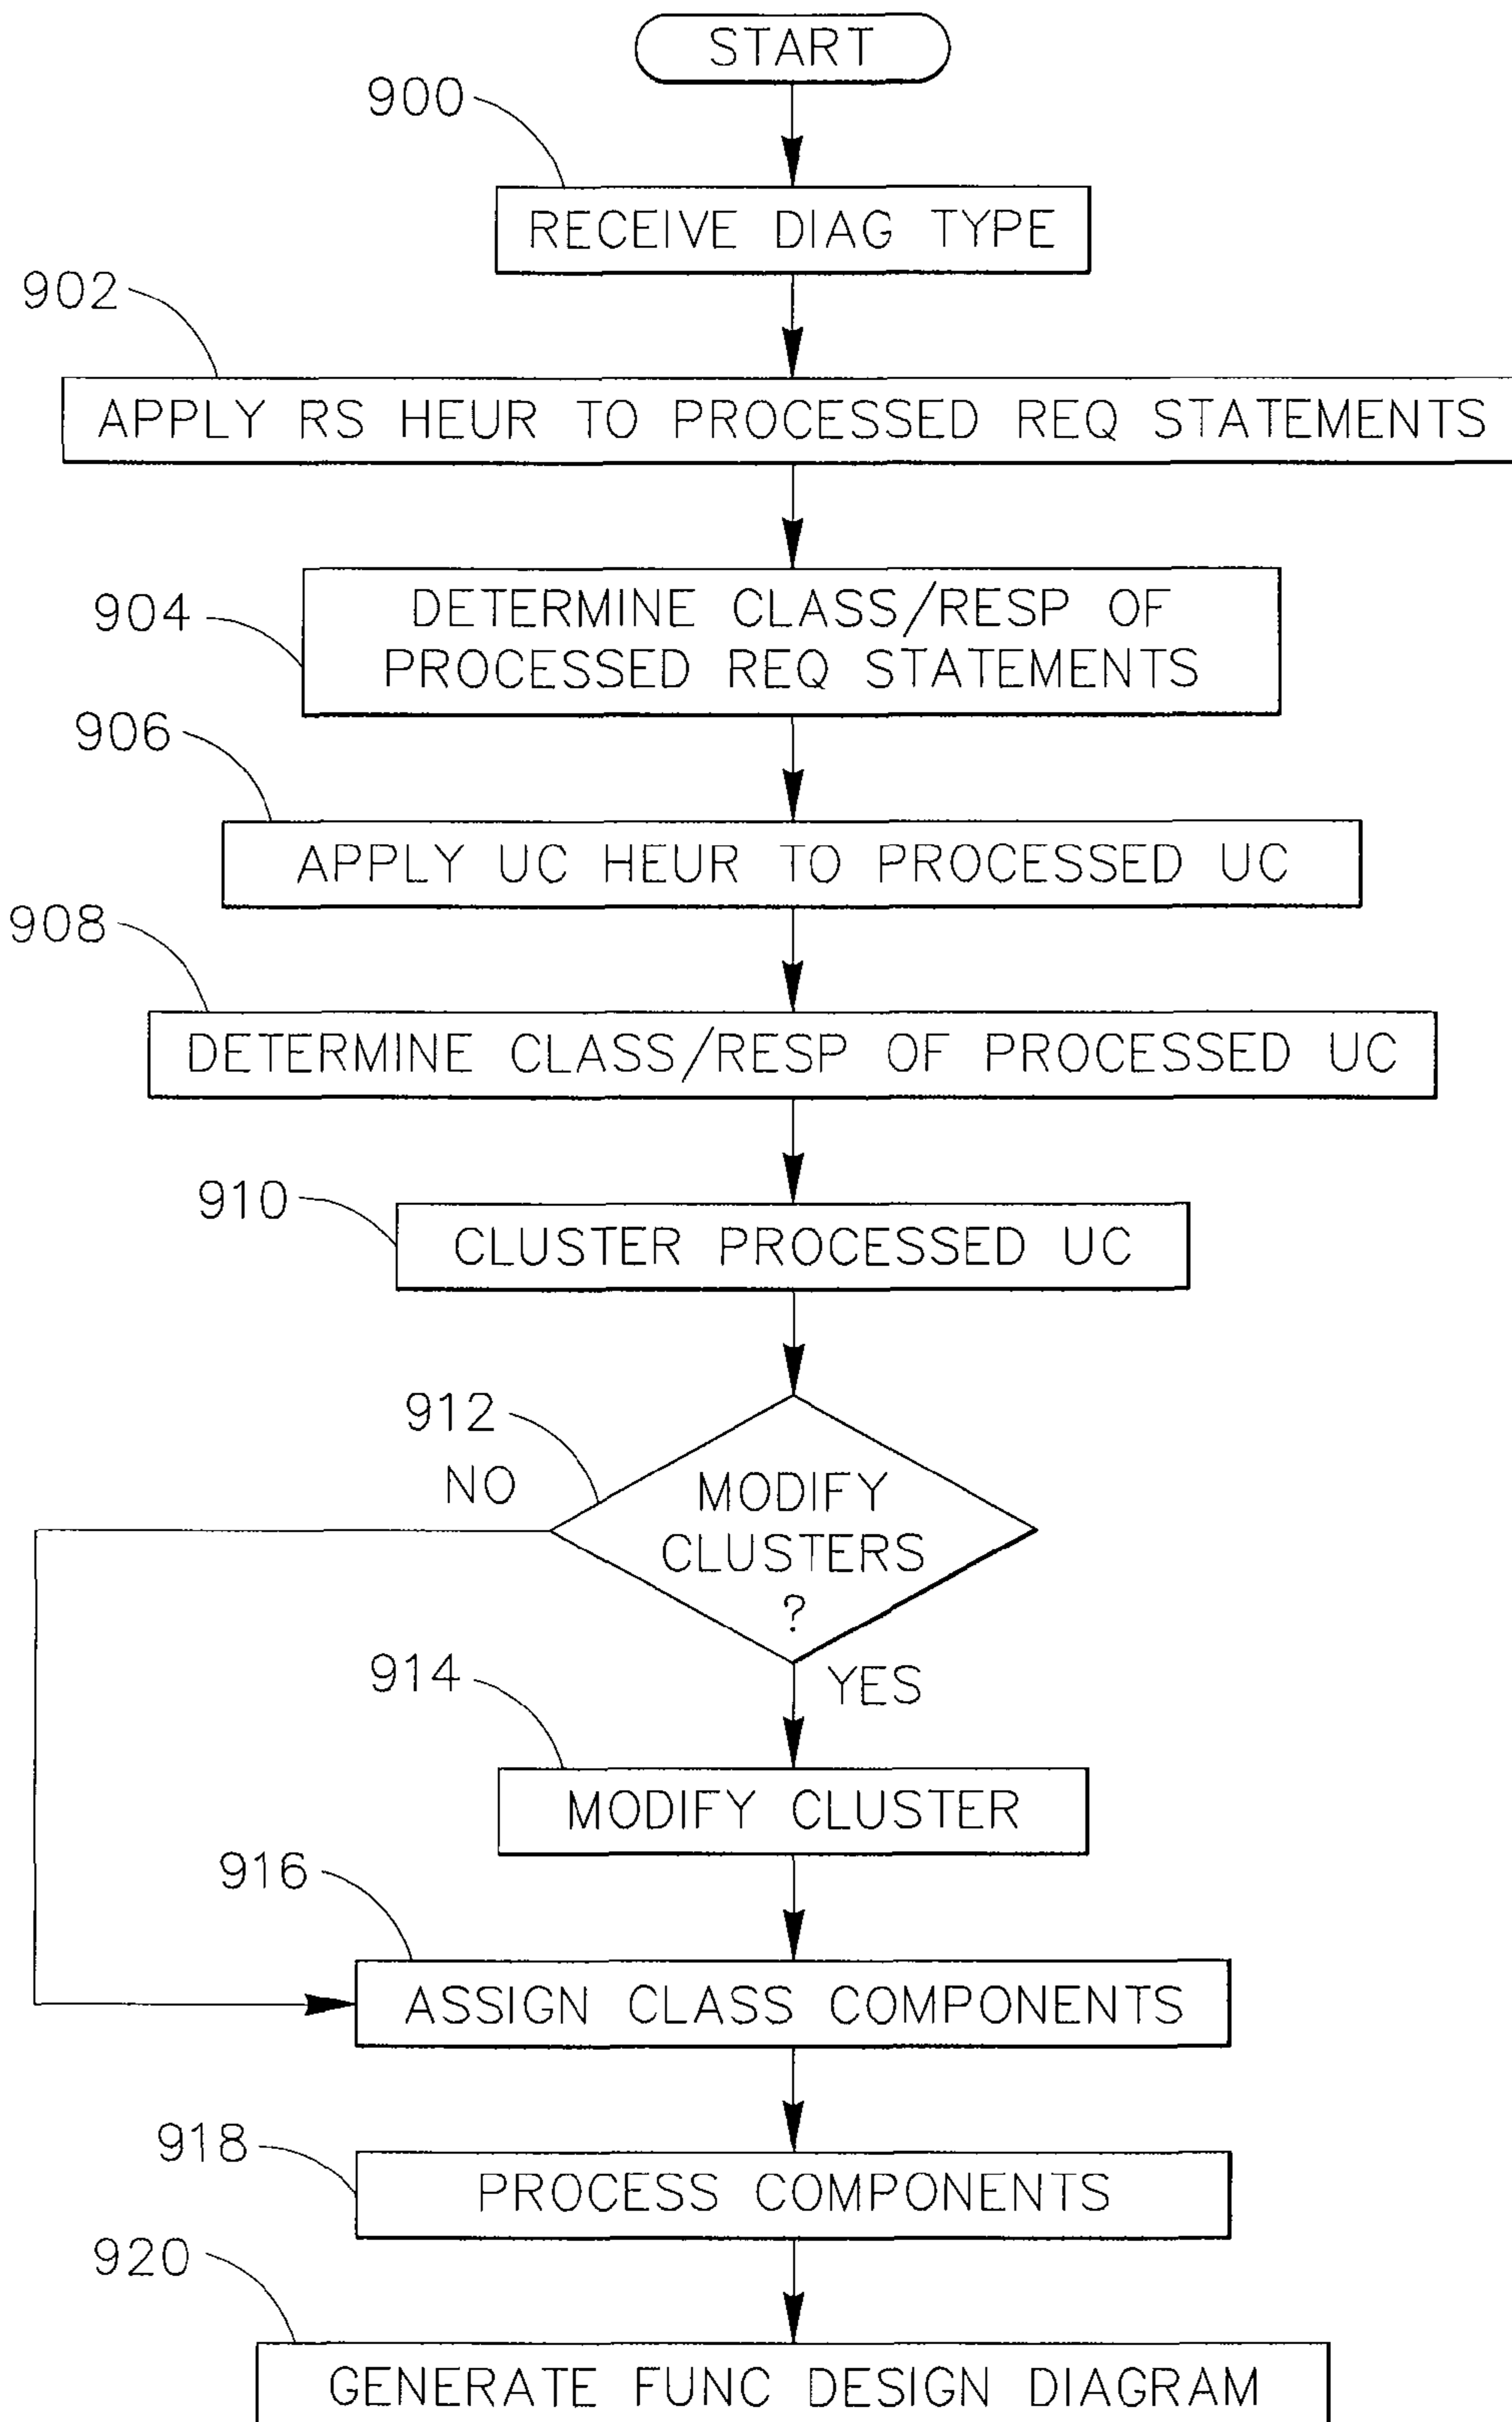 START
900
RECEIVE DIAG TYPE
902
APPLY RS HEUR TO PROCESSED REQ STATEMENTS
904
DETERMINE CLASS/RESP OF
PROCESSED REQ STATEMENTS
906
APPLY UC HEUR TO PROCESSED UC
908
DETERMINE CLASS/RESP OF PROCESSED UC
910
CLUSTER PROCESSED UC
912
NO
MODIFY
CLUSTERS
?
YES
914
MODIFY CLUSTER
916
ASSIGN CLASS COMPONENTS
918
PROCESS COMPONENTS
920
GENERATE FUNC DESIGN DIAGRAM